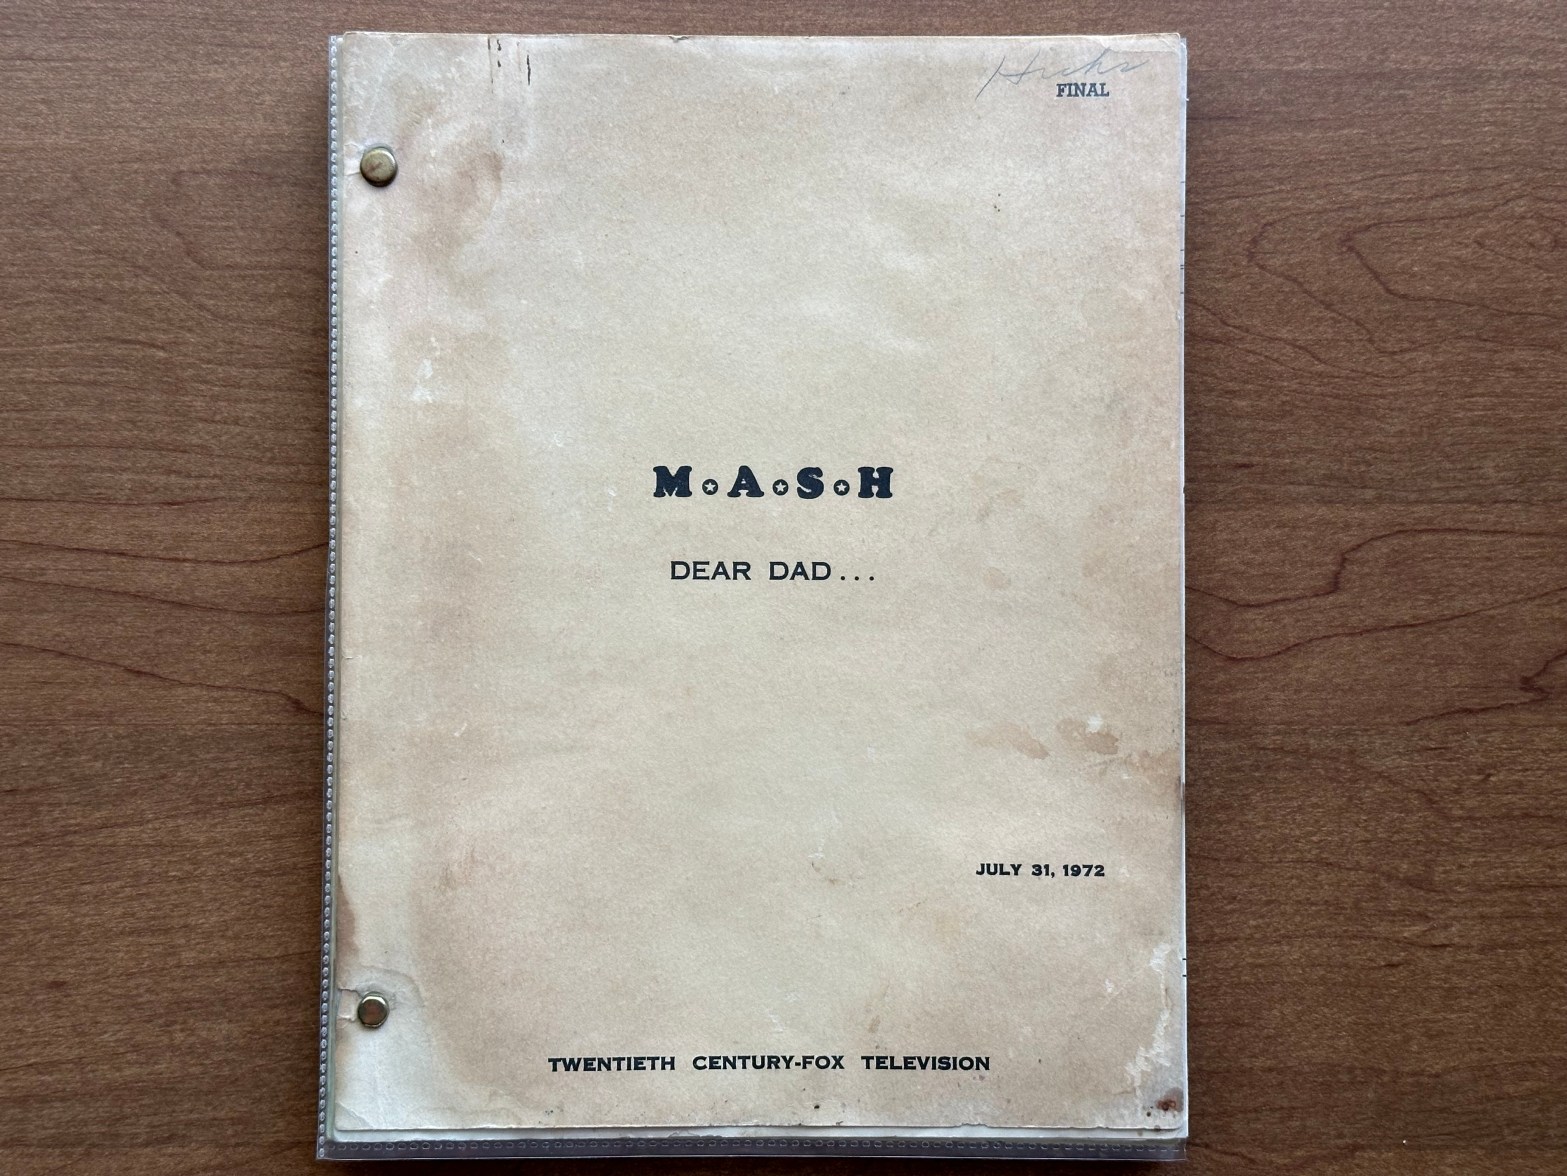 Hicks
FINAL
M✪A✪S✪H
DEAR DAD...
JULY 31, 1972
TWENTIETH CENTURY-FOX TELEVISION